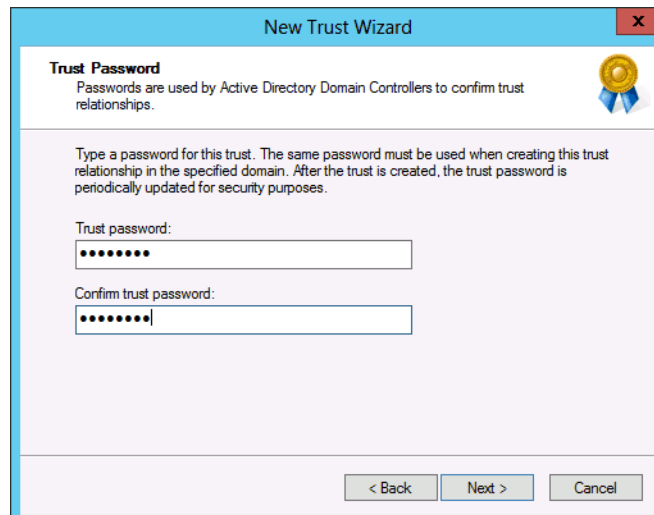 New Trust Wizard
x
Trust Password
Passwords are used by Active Directory Domain Controllers to confirm trust
relationships.
Type a password for this trust. The same password must be used when creating this trust
relationship in the specified domain. After the trust is created, the trust password is
periodically updated for security purposes.
Trust password:
••••••••
Confirm trust password:
••••••••
< Back Next > Cancel